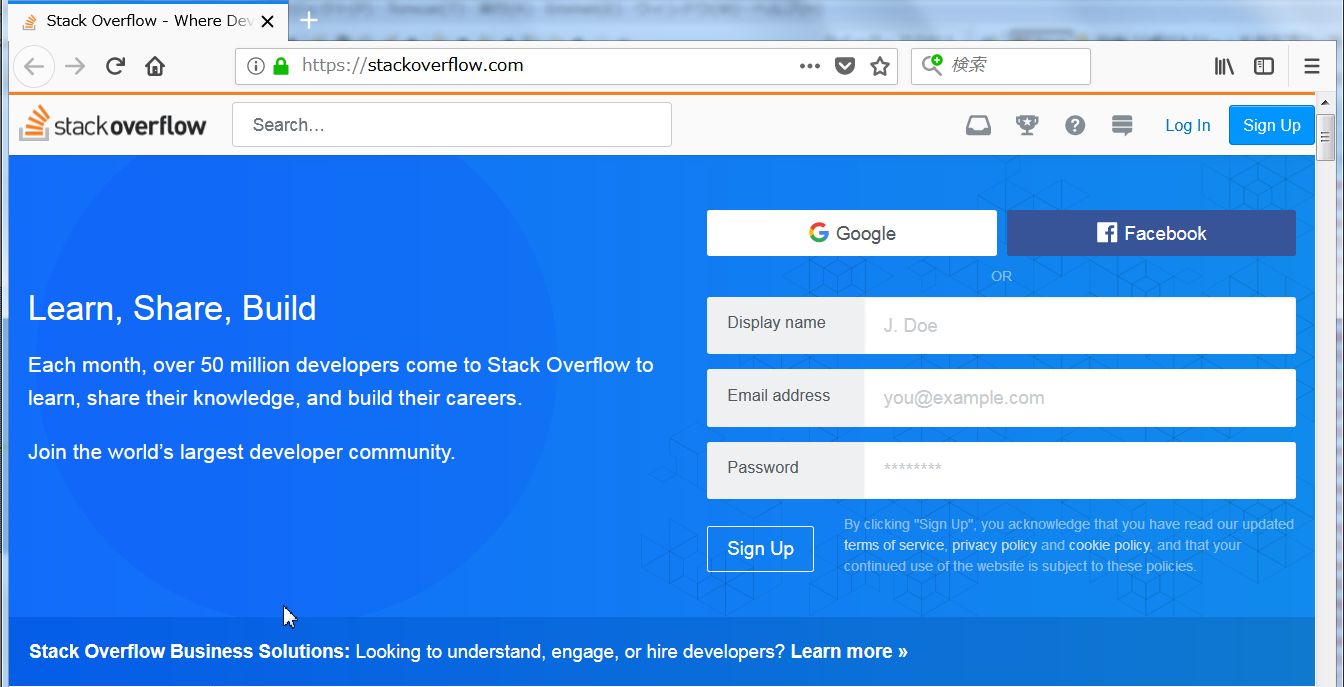 Stack Overflow - Where Dev
https://stackoverflow.com
検索
stackoverflow
Search…
Log In
Sign Up
Google
Facebook
OR
Learn, Share, Build
Each month, over 50 million developers come to Stack Overflow to
learn, share their knowledge, and build their careers.
Join the world’s largest developer community.
Display name
J. Doe
Email address
you@example.com
Password
********
Sign Up
By clicking "Sign Up", you acknowledge that you have read our updated
terms of service, privacy policy and cookie policy, and that your
continued use of the website is subject to these policies.
Stack Overflow Business Solutions: Looking to understand, engage, or hire developers? Learn more »